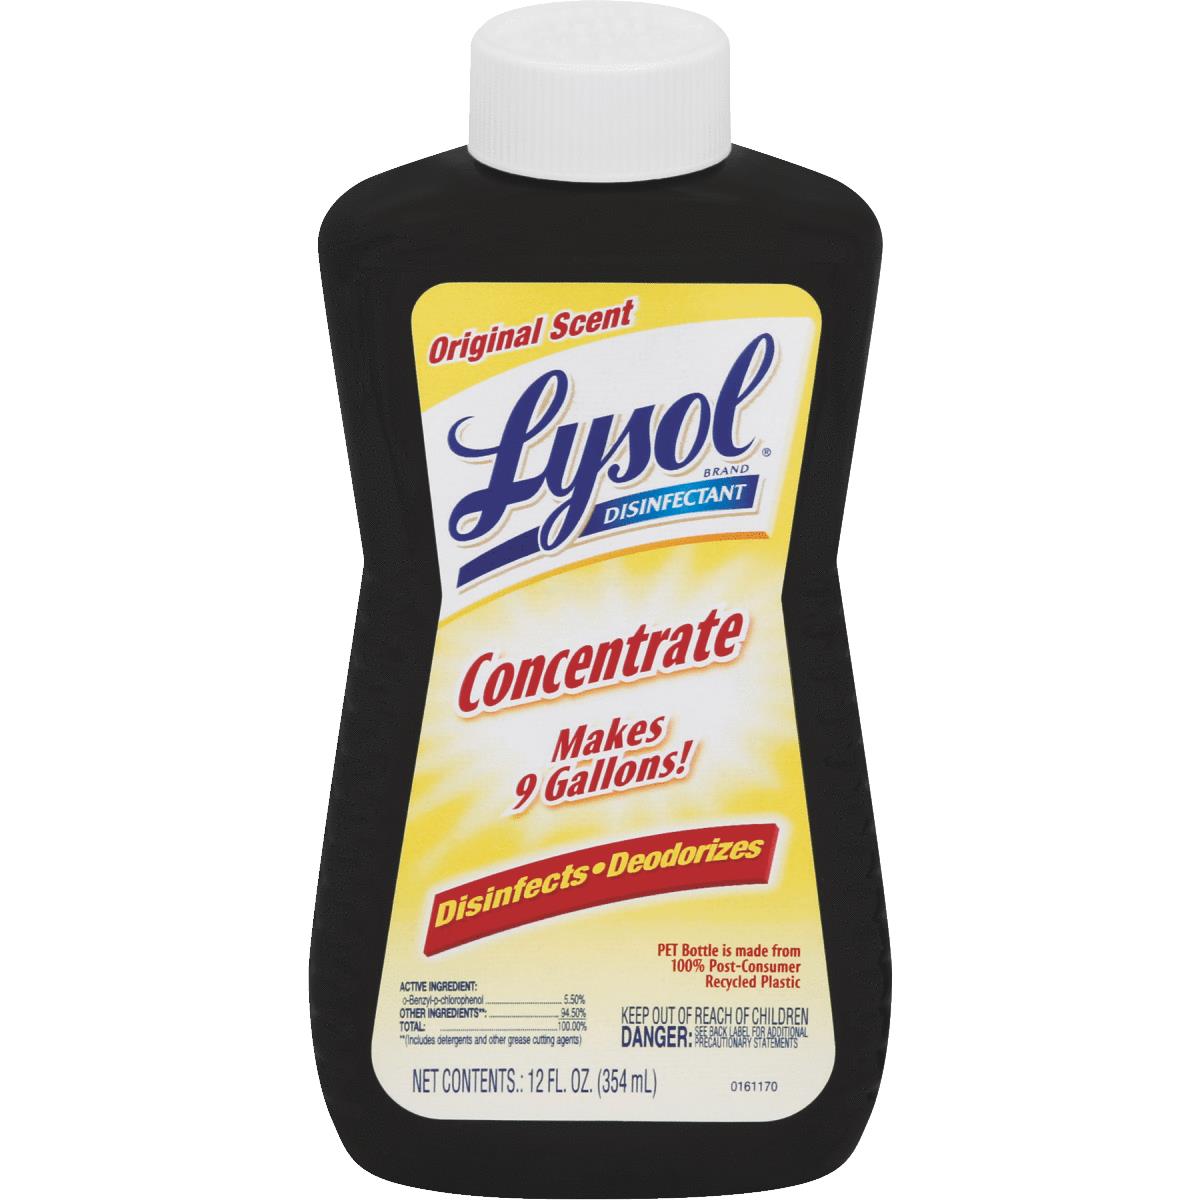 Original Scent
Lysol®
BRAND
DISINFECTANT
Concentrate
Makes
9 Gallons!
Disinfects • Deodorizes
PET Bottle is made from
100% Post-Consumer
Recycled Plastic
ACTIVE INGREDIENT:
o-Benzyl-p-chlorophenol 5.50%
OTHER INGREDIENTS**: 94.50%
TOTAL: 100.00%
**(Includes detergents and other grease cutting agents)
KEEP OUT OF REACH OF CHILDREN
DANGER: SEE BACK LABEL FOR ADDITIONAL
PRECAUTIONARY STATEMENTS
NET CONTENTS.: 12 FL. OZ. (354 mL)
0161170